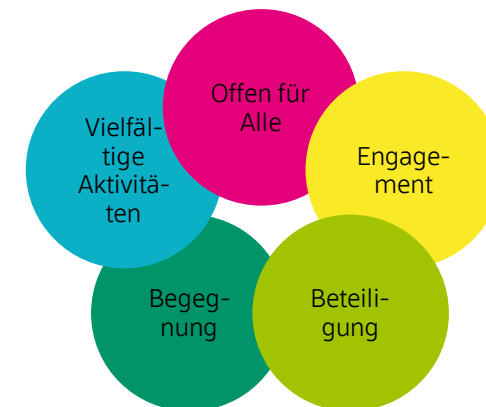 Offen für
Alle
Vielfäl-
tige
Aktivitä-
ten
Engage-
ment
Begeg-
nung
Beteili-
gung